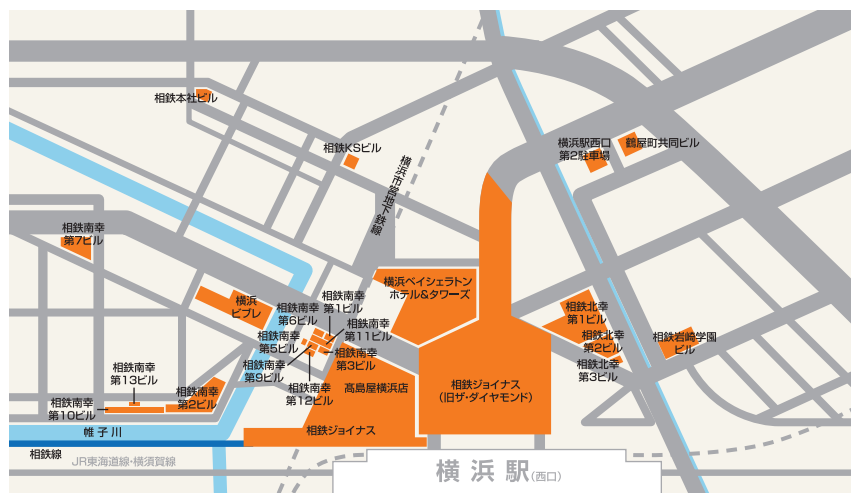 相鉄本社ビル
相鉄KSビル
横浜市営地下鉄線
横浜駅西口
第2駐車場
鶴屋町共同ビル
相鉄南幸
第7ビル
横浜
ビブレ
相鉄南幸
第6ビル
相鉄南幸
第1ビル
横浜ベイシェラトン
ホテル&タワーズ
相鉄南幸
第11ビル
相鉄南幸
第5ビル
相鉄南幸
第3ビル
相鉄南幸
第9ビル
相鉄南幸
第12ビル
相鉄北幸
第1ビル
相鉄北幸
第2ビル
相鉄北幸
第3ビル
相鉄岩崎学園
ビル
相鉄南幸
第13ビル
相鉄南幸
第10ビル
相鉄南幸
第2ビル
髙島屋横浜店
相鉄ジョイナス
(旧ザ・ダイヤモンド)
相鉄ジョイナス
帷子川
相鉄線
JR東海道線・横須賀線
横浜駅(西口)